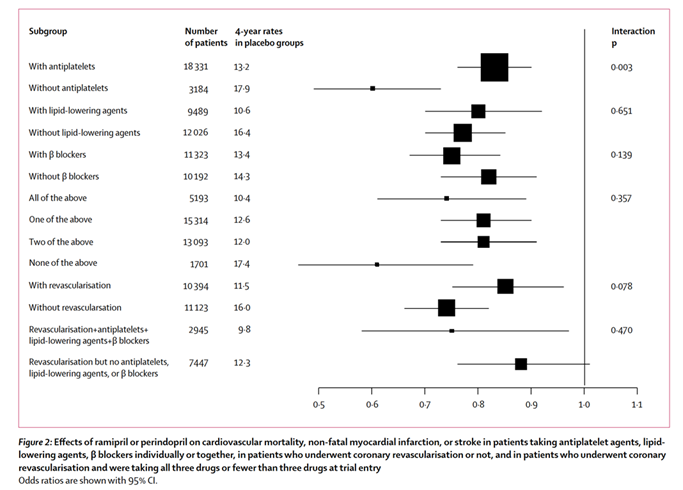 Subgroup Number of patients 4-year rates in placebo groups Interaction p
With antiplatelets 18 331 13·2 0·003
Without antiplatelets 3184 17·9
With lipid-lowering agents 9489 10·6 0·651
Without lipid-lowering agents 12 026 16·4
With β blockers 11 323 13·4 0·139
Without β blockers 10 192 14·3
All of the above 5193 10·4 0·357
One of the above 15 314 12·6
Two of the above 13 093 12·0
None of the above 1701 17·4
With revascularisation 10 394 11·5 0·078
Without revascularsation 11 123 16·0
Revascularisation+antiplatelets+ 2945 9·8 0·470
lipid-lowering agents+β blockers
Revascularisation but no antiplatelets, 7447 12·3
lipid-lowering agents, or β blockers
0·5 0·6 0·7 0·8 0·9 1·0 1·1
Figure 2: Effects of ramipril or perindopril on cardiovascular mortality, non-fatal myocardial infarction, or stroke in patients taking antiplatelet agents, lipid-
lowering agents, β blockers individually or together, in patients who underwent coronary revascularisation or not, and in patients who underwent coronary
revascularisation and were taking all three drugs or fewer than three drugs at trial entry
Odds ratios are shown with 95% CI.